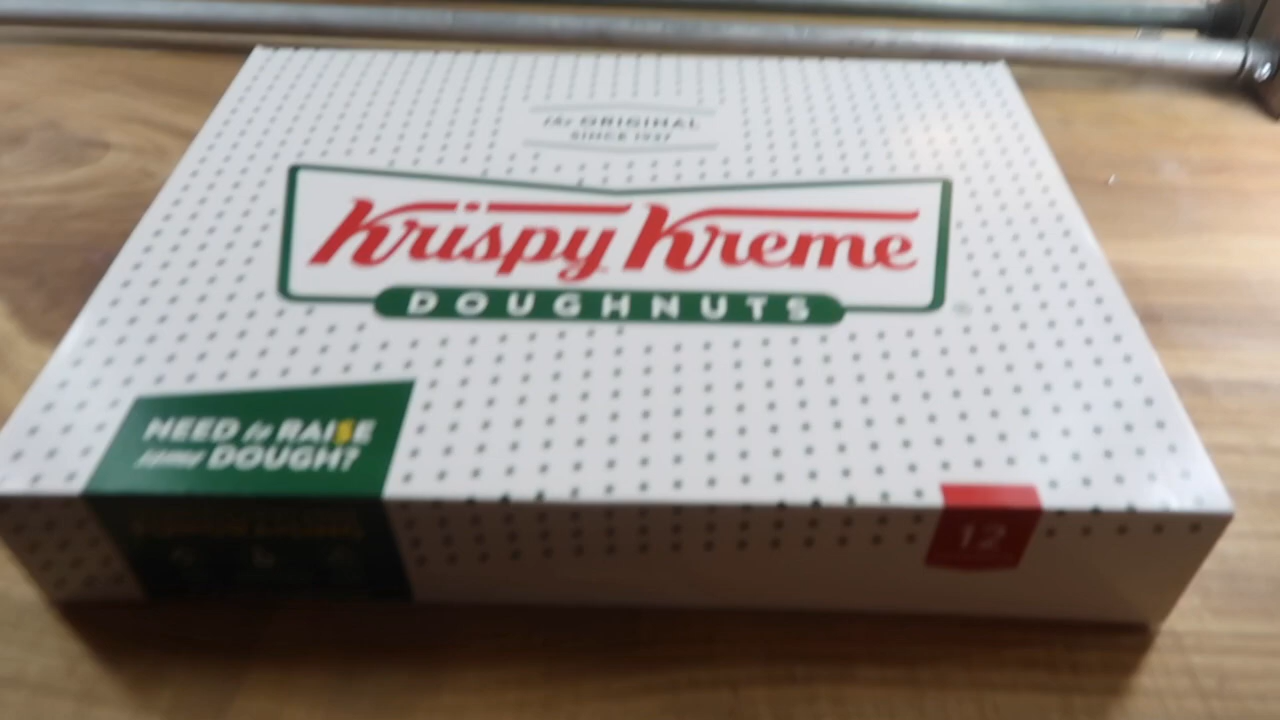 the ORIGINAL
SINCE 1937
Krispy Kreme
DOUGHNUTS
NEED to RAISE
some DOUGH?
12